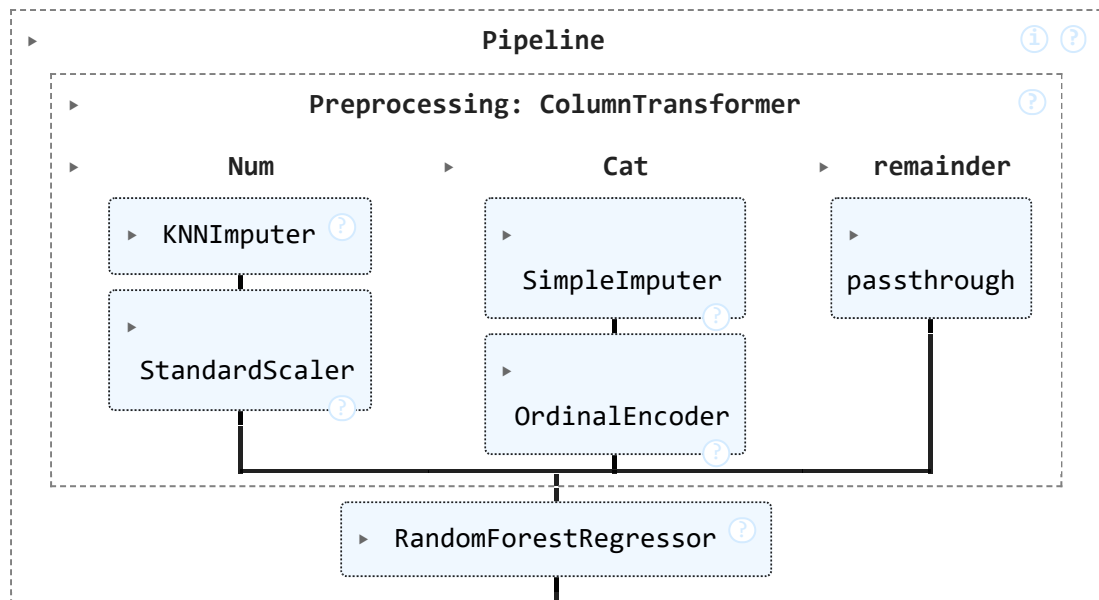 Pipeline i ?
Preprocessing: ColumnTransformer ?
Num Cat remainder
KNNImputer ?
SimpleImputer ?
passthrough
StandardScaler ?
OrdinalEncoder ?
RandomForestRegressor ?